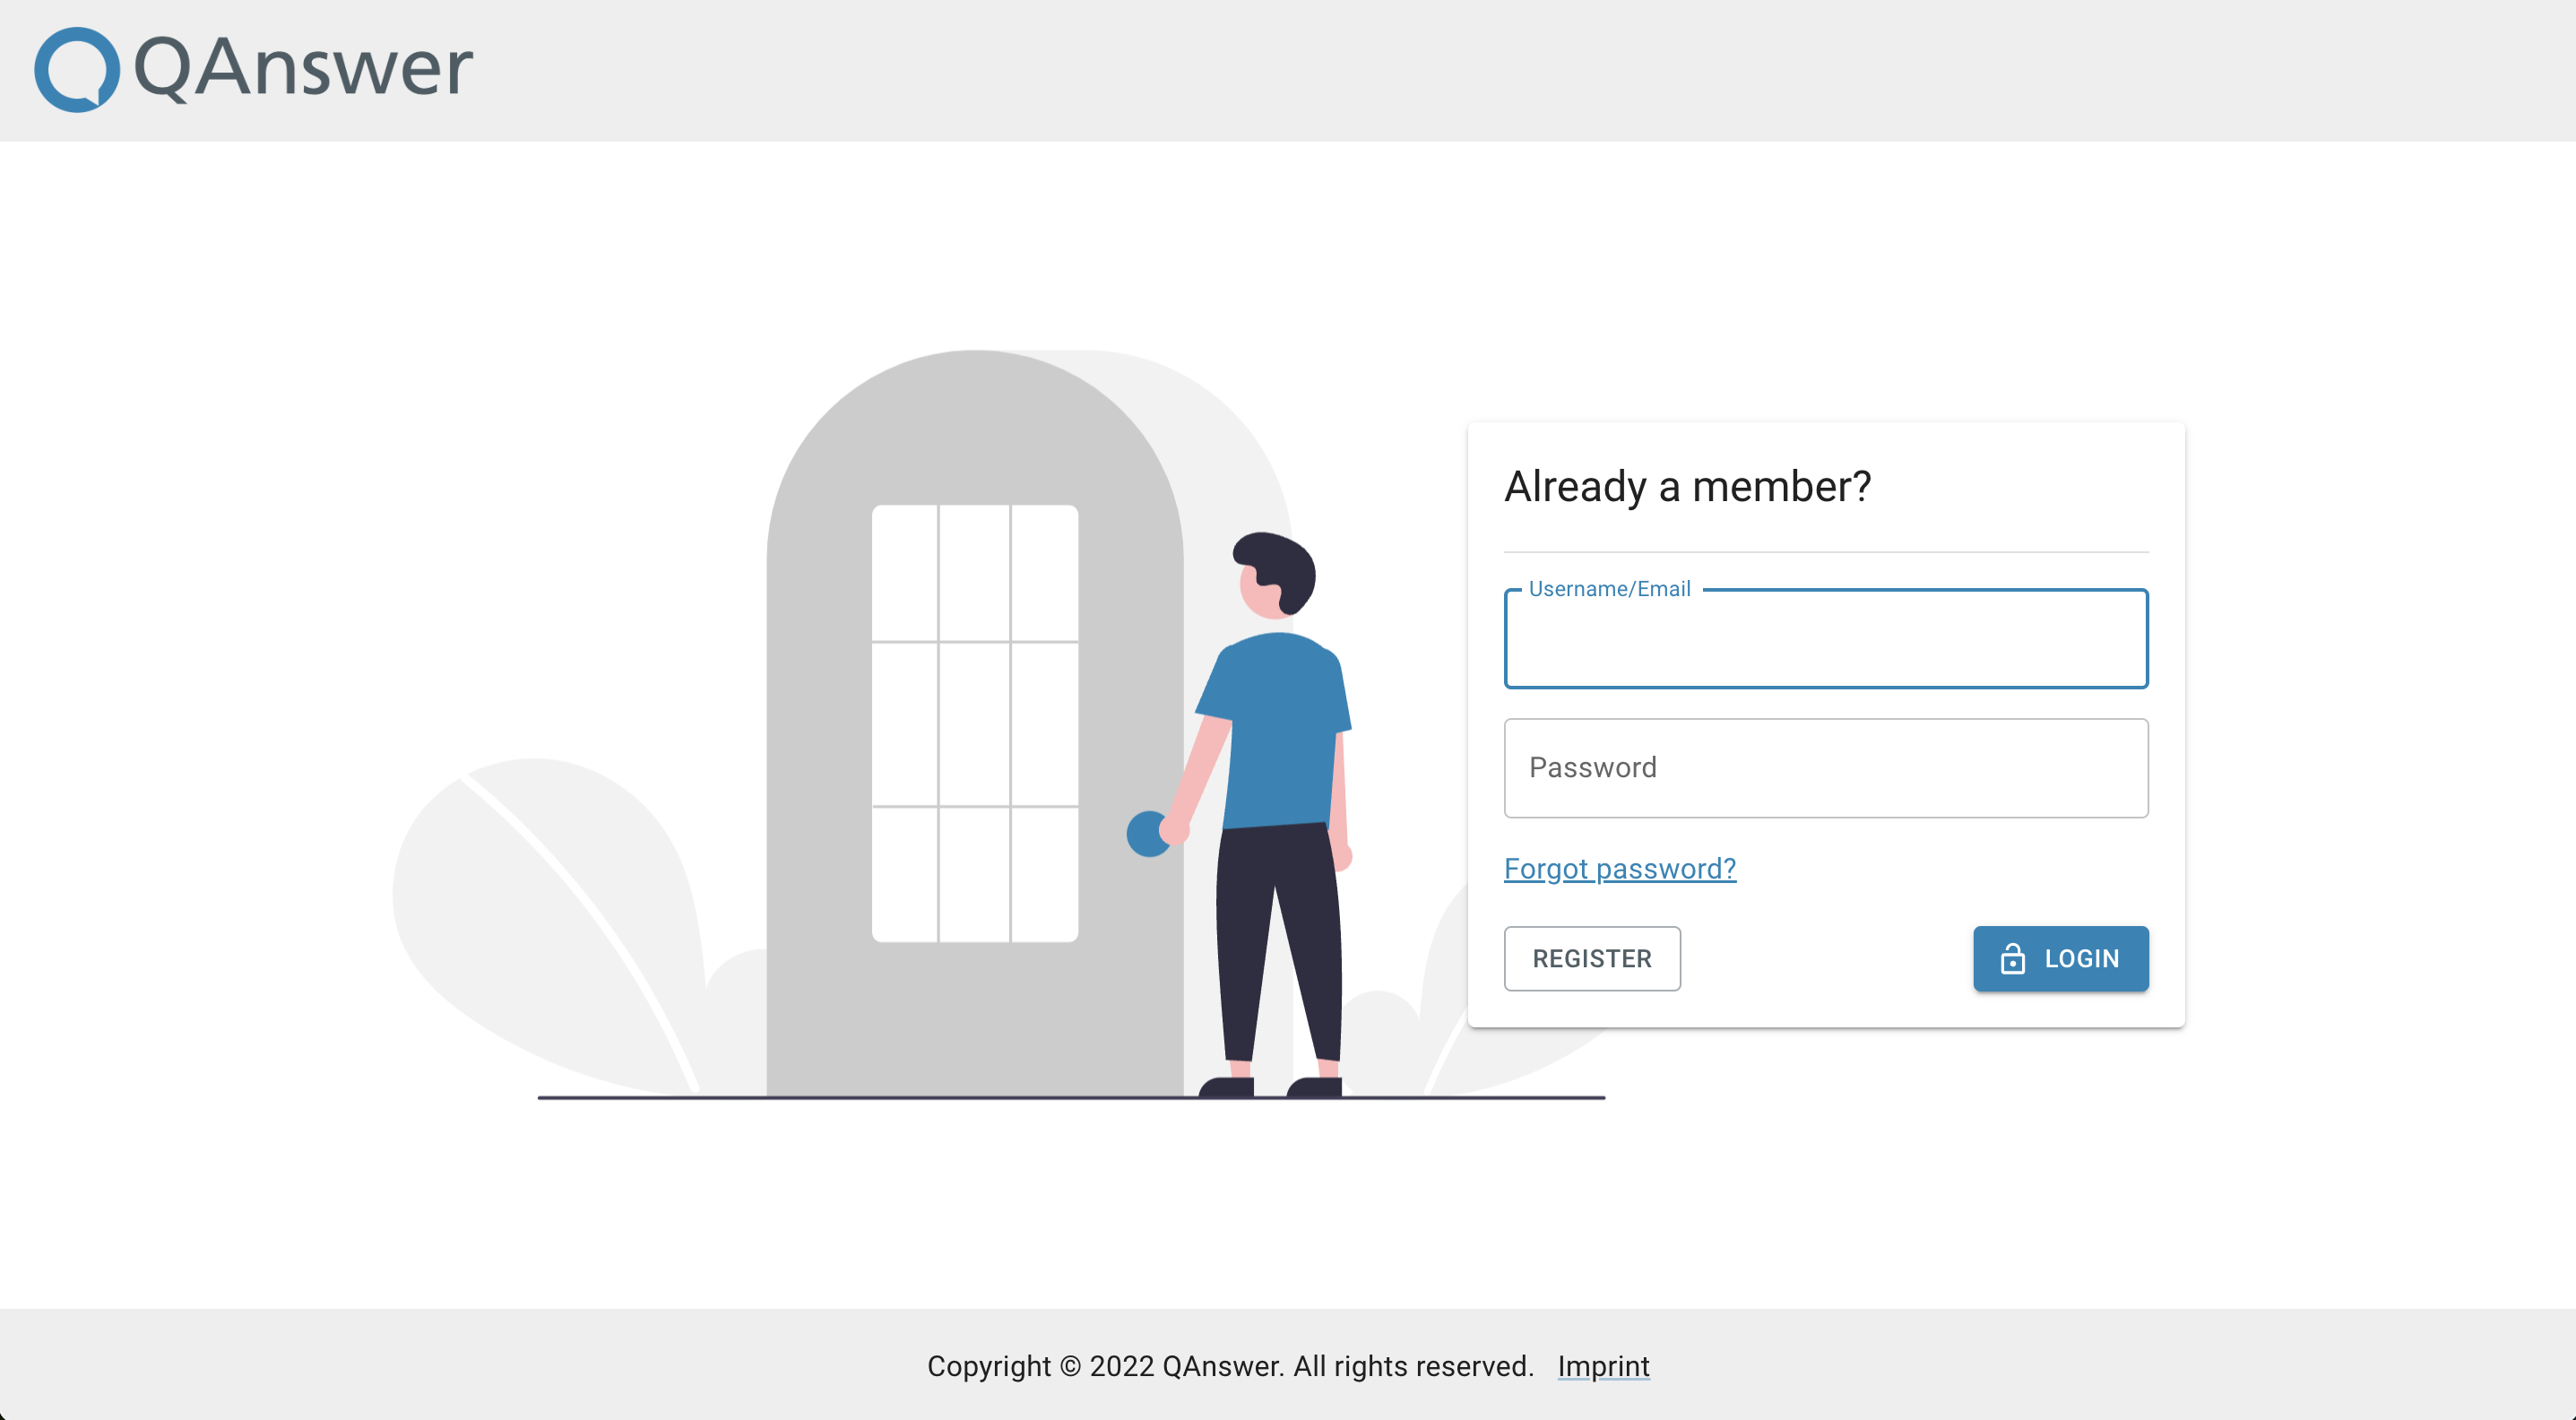 QAnswer
Already a member?
Username/Email
Password
Forgot password?
REGISTER
LOGIN
Copyright © 2022 QAnswer. All rights reserved. Imprint